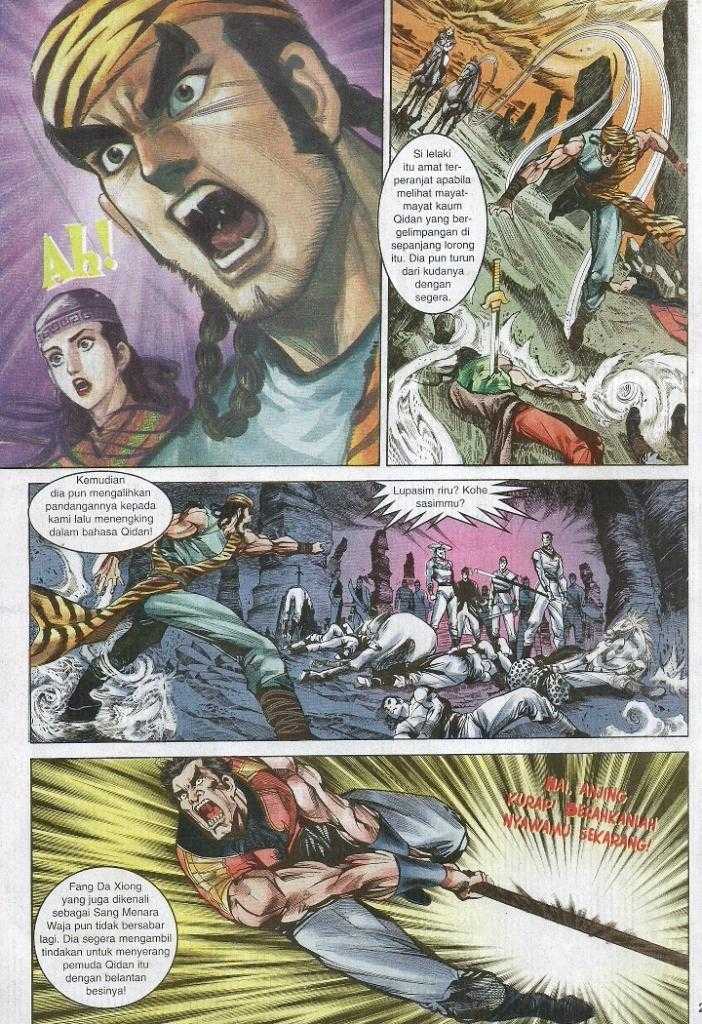 Ah!
Si lelaki
itu amat ter-
peranjat apabila
melihat mayat-
mayat kaum
Qidan yang ber-
gelimpangan di
sepanjang lorong
itu. Dia pun turun
dari kudanya
dengan
segera.
Kemudian
dia pun mengalihkan
pandangannya kepada
kami lalu menengking
dalam bahasa Qidan!
Lupasim riru? Kohe
sasimmu?
HAI, ANJING
KURAP! SERAHKANLAH
NYAWAMU SEKARANG!
Fang Da Xiong
yang juga dikenali
sebagai Sang Menara
Waja pun tidak bersabar
lagi. Dia segera mengambil
tindakan untuk menyerang
pemuda Qidan itu
dengan belantan
besinya!